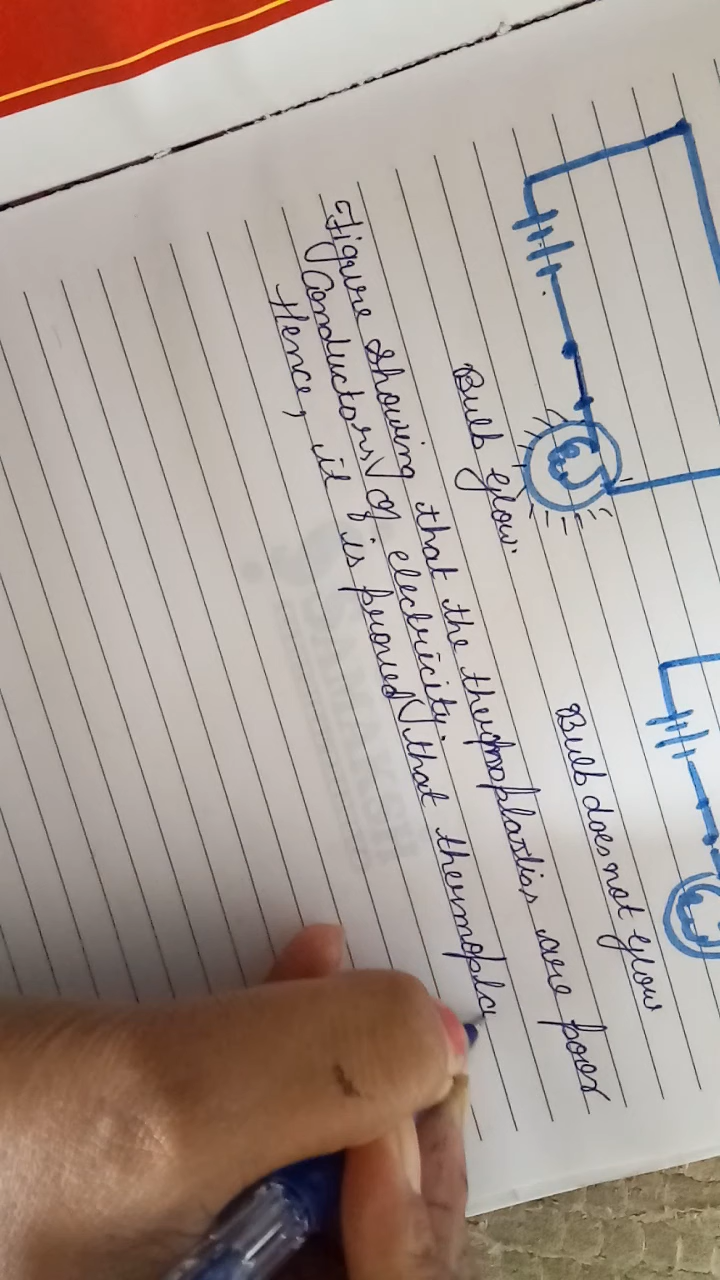 Bulb glow.
Bulb does not glow
Figure showing that the thermoplastics are poor
Conductors of electricity.
Hence, it is proved that thermopla
SAMAKSH